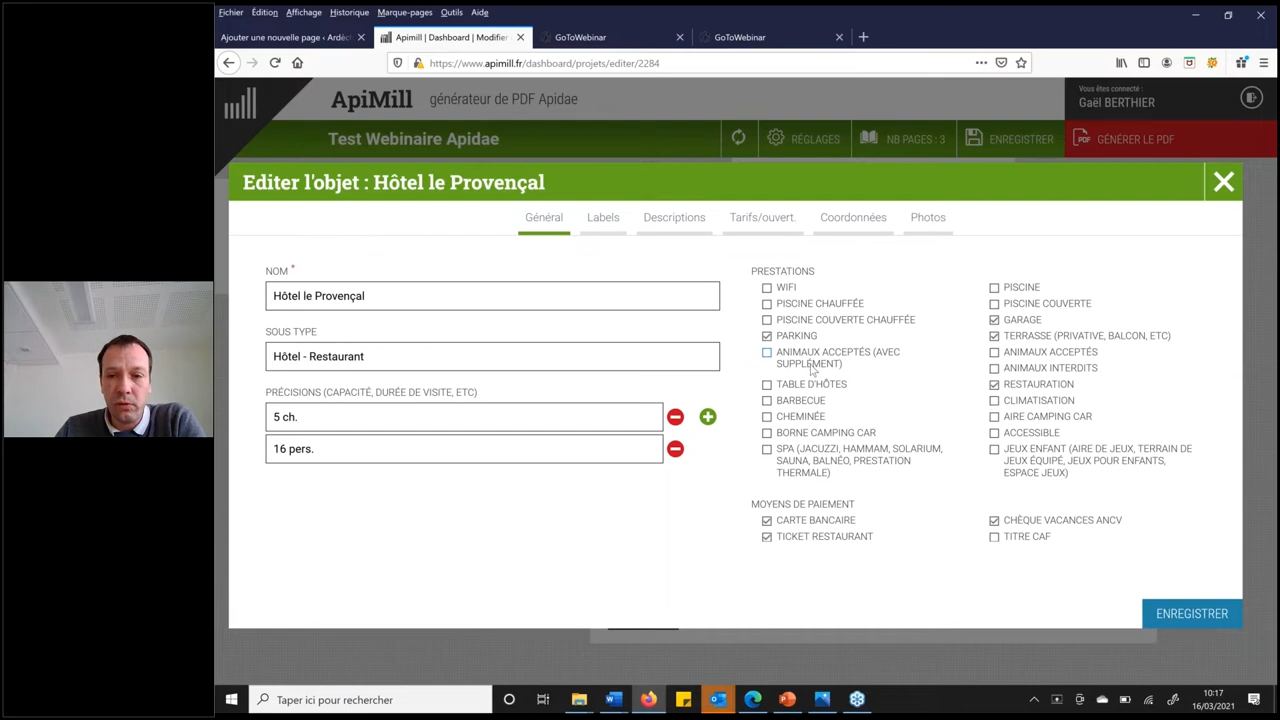 Fichier Édition Affichage Historique Marque-pages Outils Aide
Ajouter une nouvelle page ‹ Ardèc
Apimill | Dashboard | Modifier
GoToWebinar
GoToWebinar
https://www.apimill.fr/dashboard/projets/editer/2284
ApiMill générateur de PDF Apidae
Vous êtes connecté :
Gaël BERTHIER
Test Webinaire Apidae
RÉGLAGES
NB PAGES : 3
ENREGISTRER
PDF GÉNÉRER LE PDF
Editer l'objet : Hôtel le Provençal
Général Labels Descriptions Tarifs/ouvert. Coordonnées Photos
NOM *
Hôtel le Provençal
SOUS TYPE
Hôtel - Restaurant
PRÉCISIONS (CAPACITÉ, DURÉE DE VISITE, ETC)
5 ch.
16 pers.
PRESTATIONS
WIFI
PISCINE
PISCINE CHAUFFÉE
PISCINE COUVERTE
PISCINE COUVERTE CHAUFFÉE
GARAGE
PARKING
TERRASSE (PRIVATIVE, BALCON, ETC)
ANIMAUX ACCEPTÉS (AVEC
SUPPLÉMENT)
ANIMAUX ACCEPTÉS
ANIMAUX INTERDITS
TABLE D'HÔTES
RESTAURATION
BARBECUE
CLIMATISATION
CHEMINÉE
AIRE CAMPING CAR
BORNE CAMPING CAR
ACCESSIBLE
SPA (JACUZZI, HAMMAM, SOLARIUM,
SAUNA, BALNÉO, PRESTATION
THERMALE)
JEUX ENFANT (AIRE DE JEUX, TERRAIN DE
JEUX ÉQUIPÉ, JEUX POUR ENFANTS,
ESPACE JEUX)
MOYENS DE PAIEMENT
CARTE BANCAIRE
CHÈQUE VACANCES ANCV
TICKET RESTAURANT
TITRE CAF
ENREGISTRER
Taper ici pour rechercher
10:17
16/03/2021